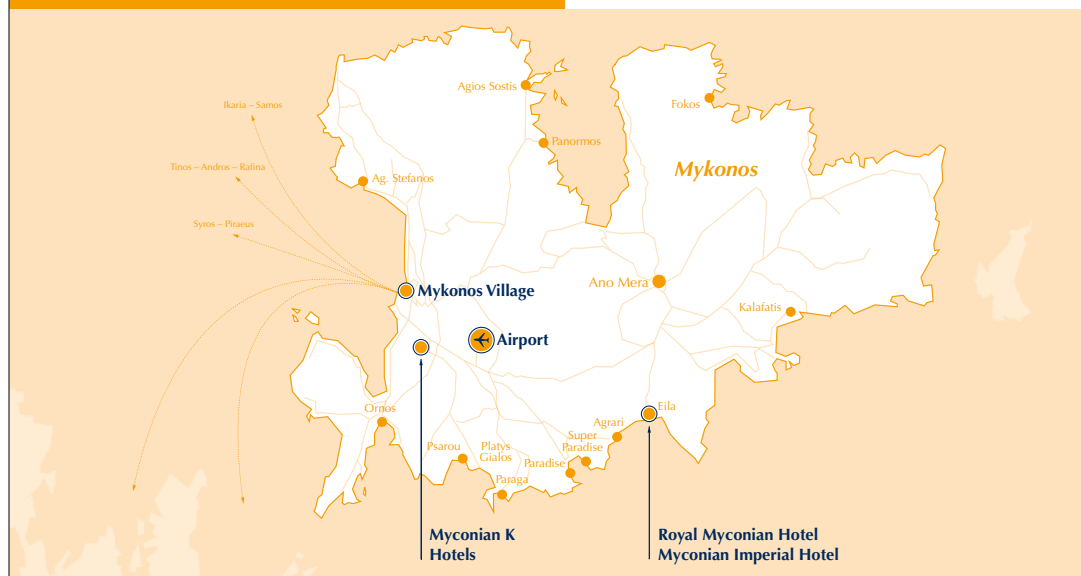 Agios Sostis
Fokos
Ikaria – Samos
Panormos
Tinos – Andros – Rafina
Mykonos
Ag. Stefanos
Syros – Piraeus
Ano Mera
Mykonos Village
Kalafatis
Airport
Ornos
Eila
Agrari
Psarou
Platys
Gialos
Super
Paradise
Paradise
Paraga
Myconian K
Hotels
Royal Myconian Hotel
Myconian Imperial Hotel